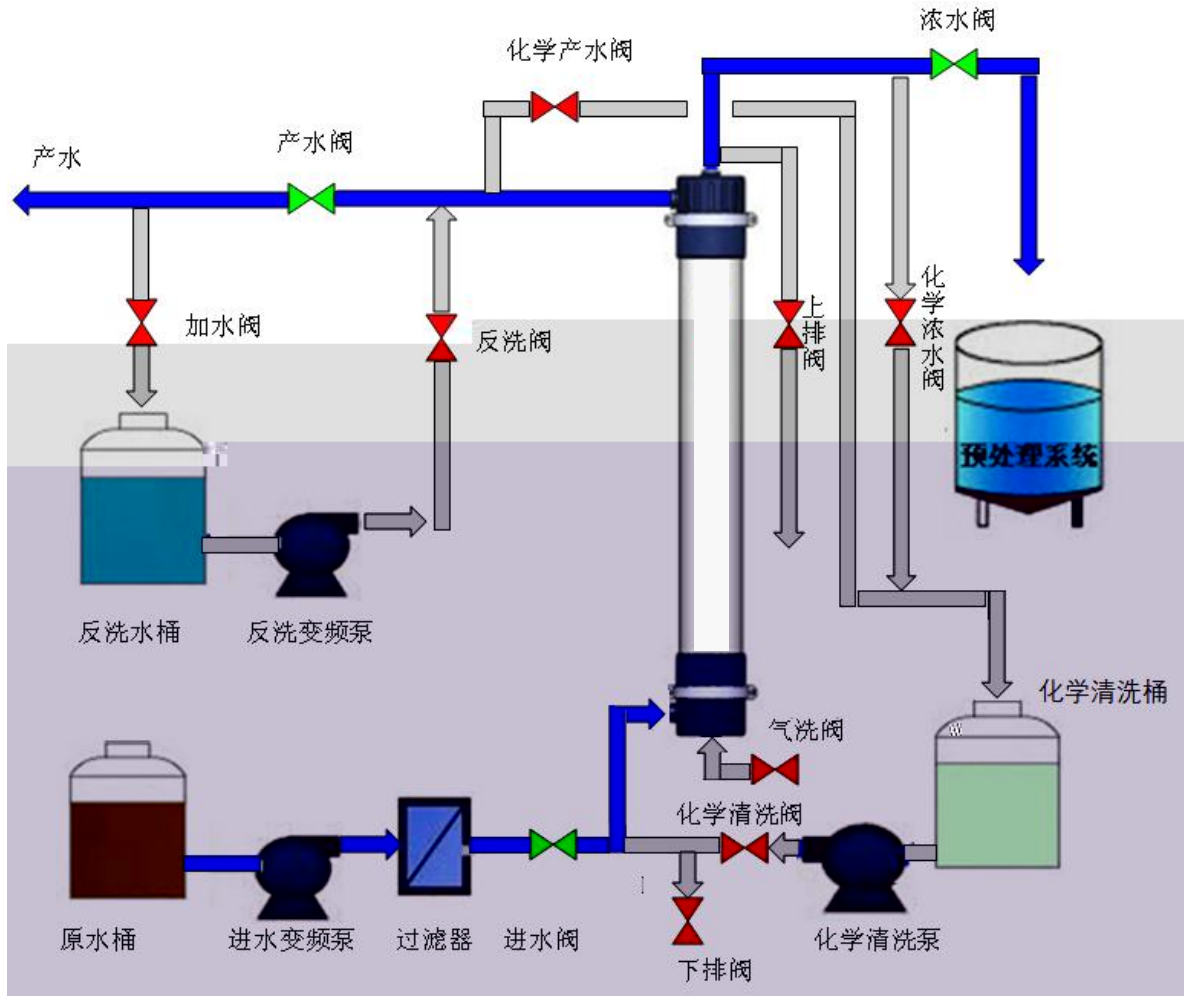 浓水阀
化学产水阀
产水阀
产水
加水阀
反洗阀
上排阀
化学浓水阀
预处理系统
反洗水桶
反洗变频泵
化学清洗桶
气洗阀
化学清洗阀
原水桶
进水变频泵
过滤器
进水阀
化学清洗泵
下排阀